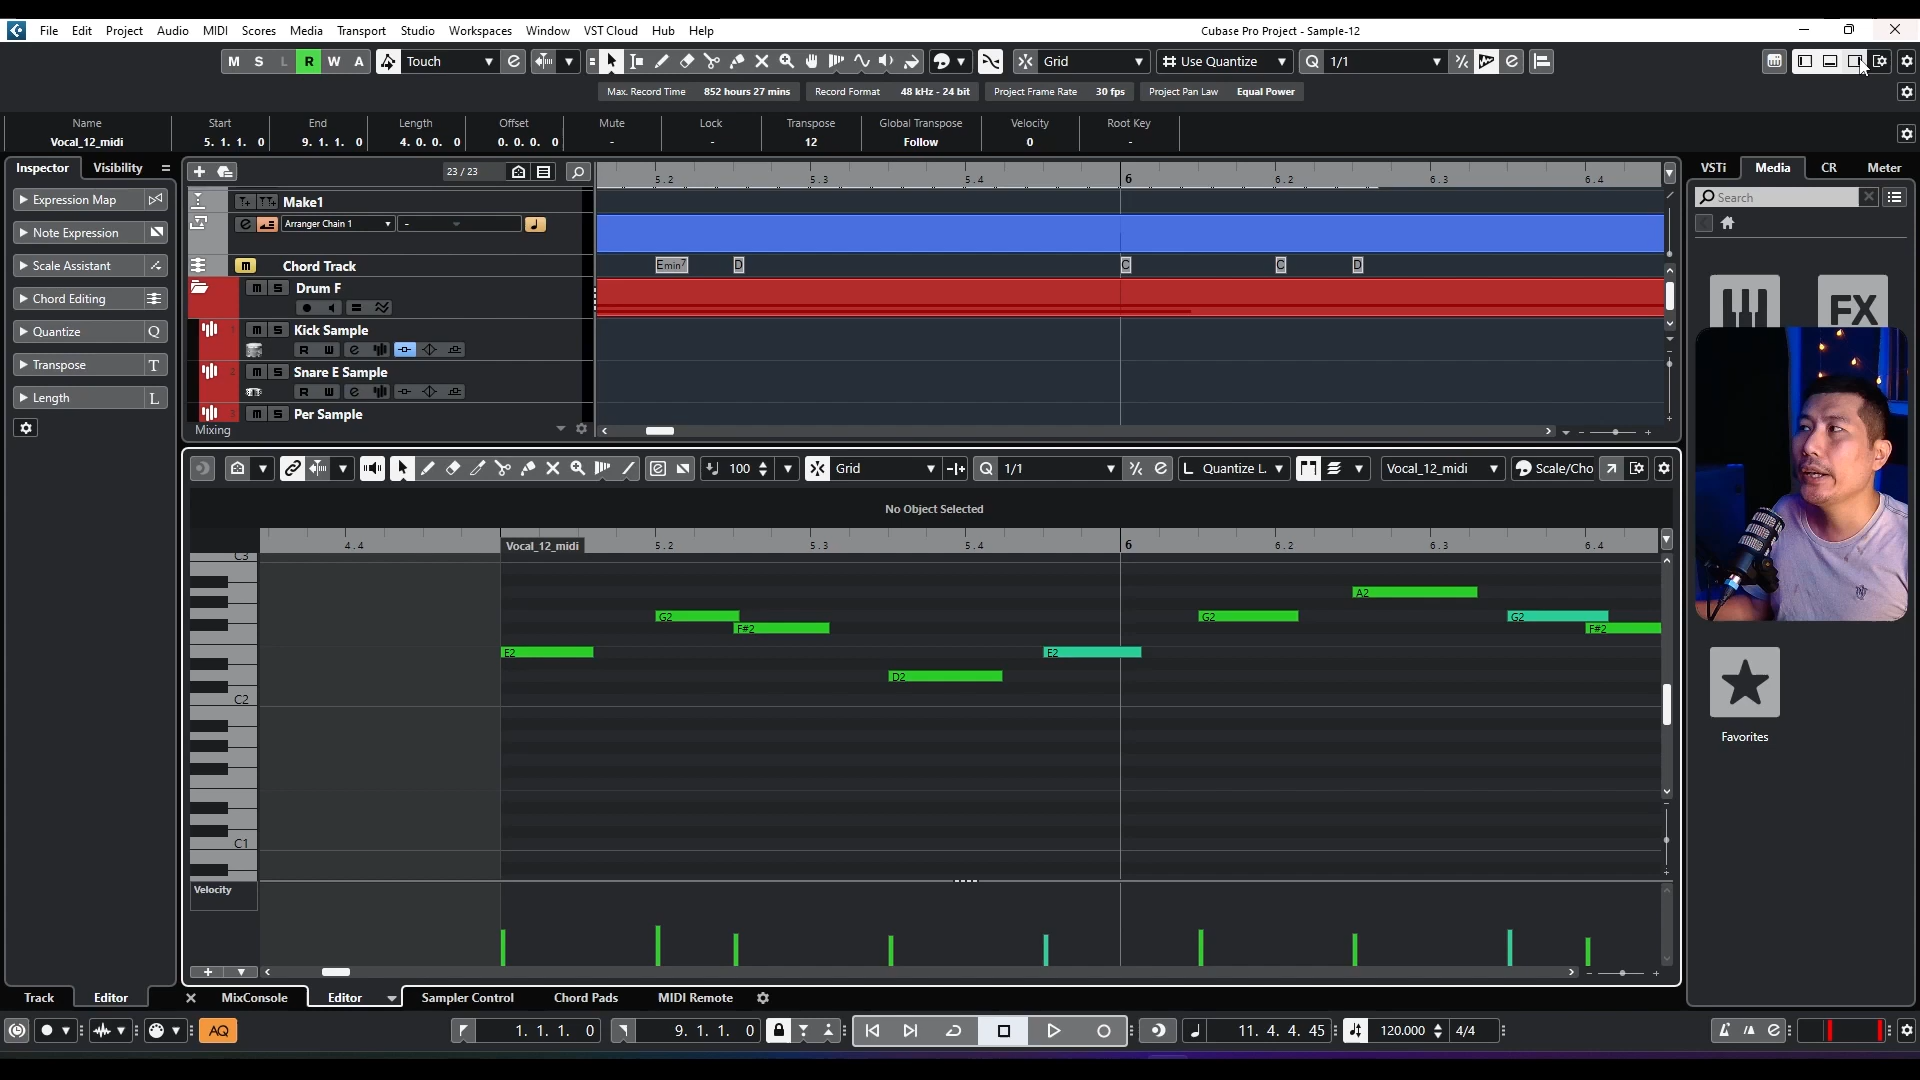 File Edit Project Audio MIDI Scores Media Transport Studio Workspaces Window VST Cloud Hub Help
Cubase Pro Project - Sample-12
M S L R W A Touch Grid # Use Quantize Q 1/1
Max. Record Time 852 hours 27 mins Record Format 48 kHz - 24 bit Project Frame Rate 30 fps Project Pan Law Equal Power
Name Start End Length Offset Mute Lock Transpose Global Transpose Velocity Root Key
Vocal_12_midi 5. 1. 1. 0 9. 1. 1. 0 4. 0. 0. 0 0. 0. 0. 0 - - 12 Follow 0 -
Inspector Visibility
Expression Map
Note Expression
Scale Assistant
Chord Editing
Quantize Q
Transpose T
Length L
23 / 23
5.2 5.3 5.4 6 6.2 6.3 6.4
Make1
Arranger Chain 1 -
m Chord Track
Emin7 D C C D
m S Drum F
1 m S Kick Sample
R W e
2 m S Snare E Sample
R W e
3 m S Per Sample
Mixing
VSTi Media CR Meter
Search
FX
Favorites
100 Grid Q 1/1 L Quantize L. Vocal_12_midi Scale/Cho
No Object Selected
4.4 Vocal_12_midi 5.2 5.3 5.4 6 6.2 6.3 6.4
C3
A2
G2 G2 G2
F#2 F#2
E2 E2
D2
C2
C1
Velocity
Track Editor MixConsole Editor Sampler Control Chord Pads MIDI Remote
AQ 1. 1. 1. 0 9. 1. 1. 0 11. 4. 4. 45 120.000 4/4